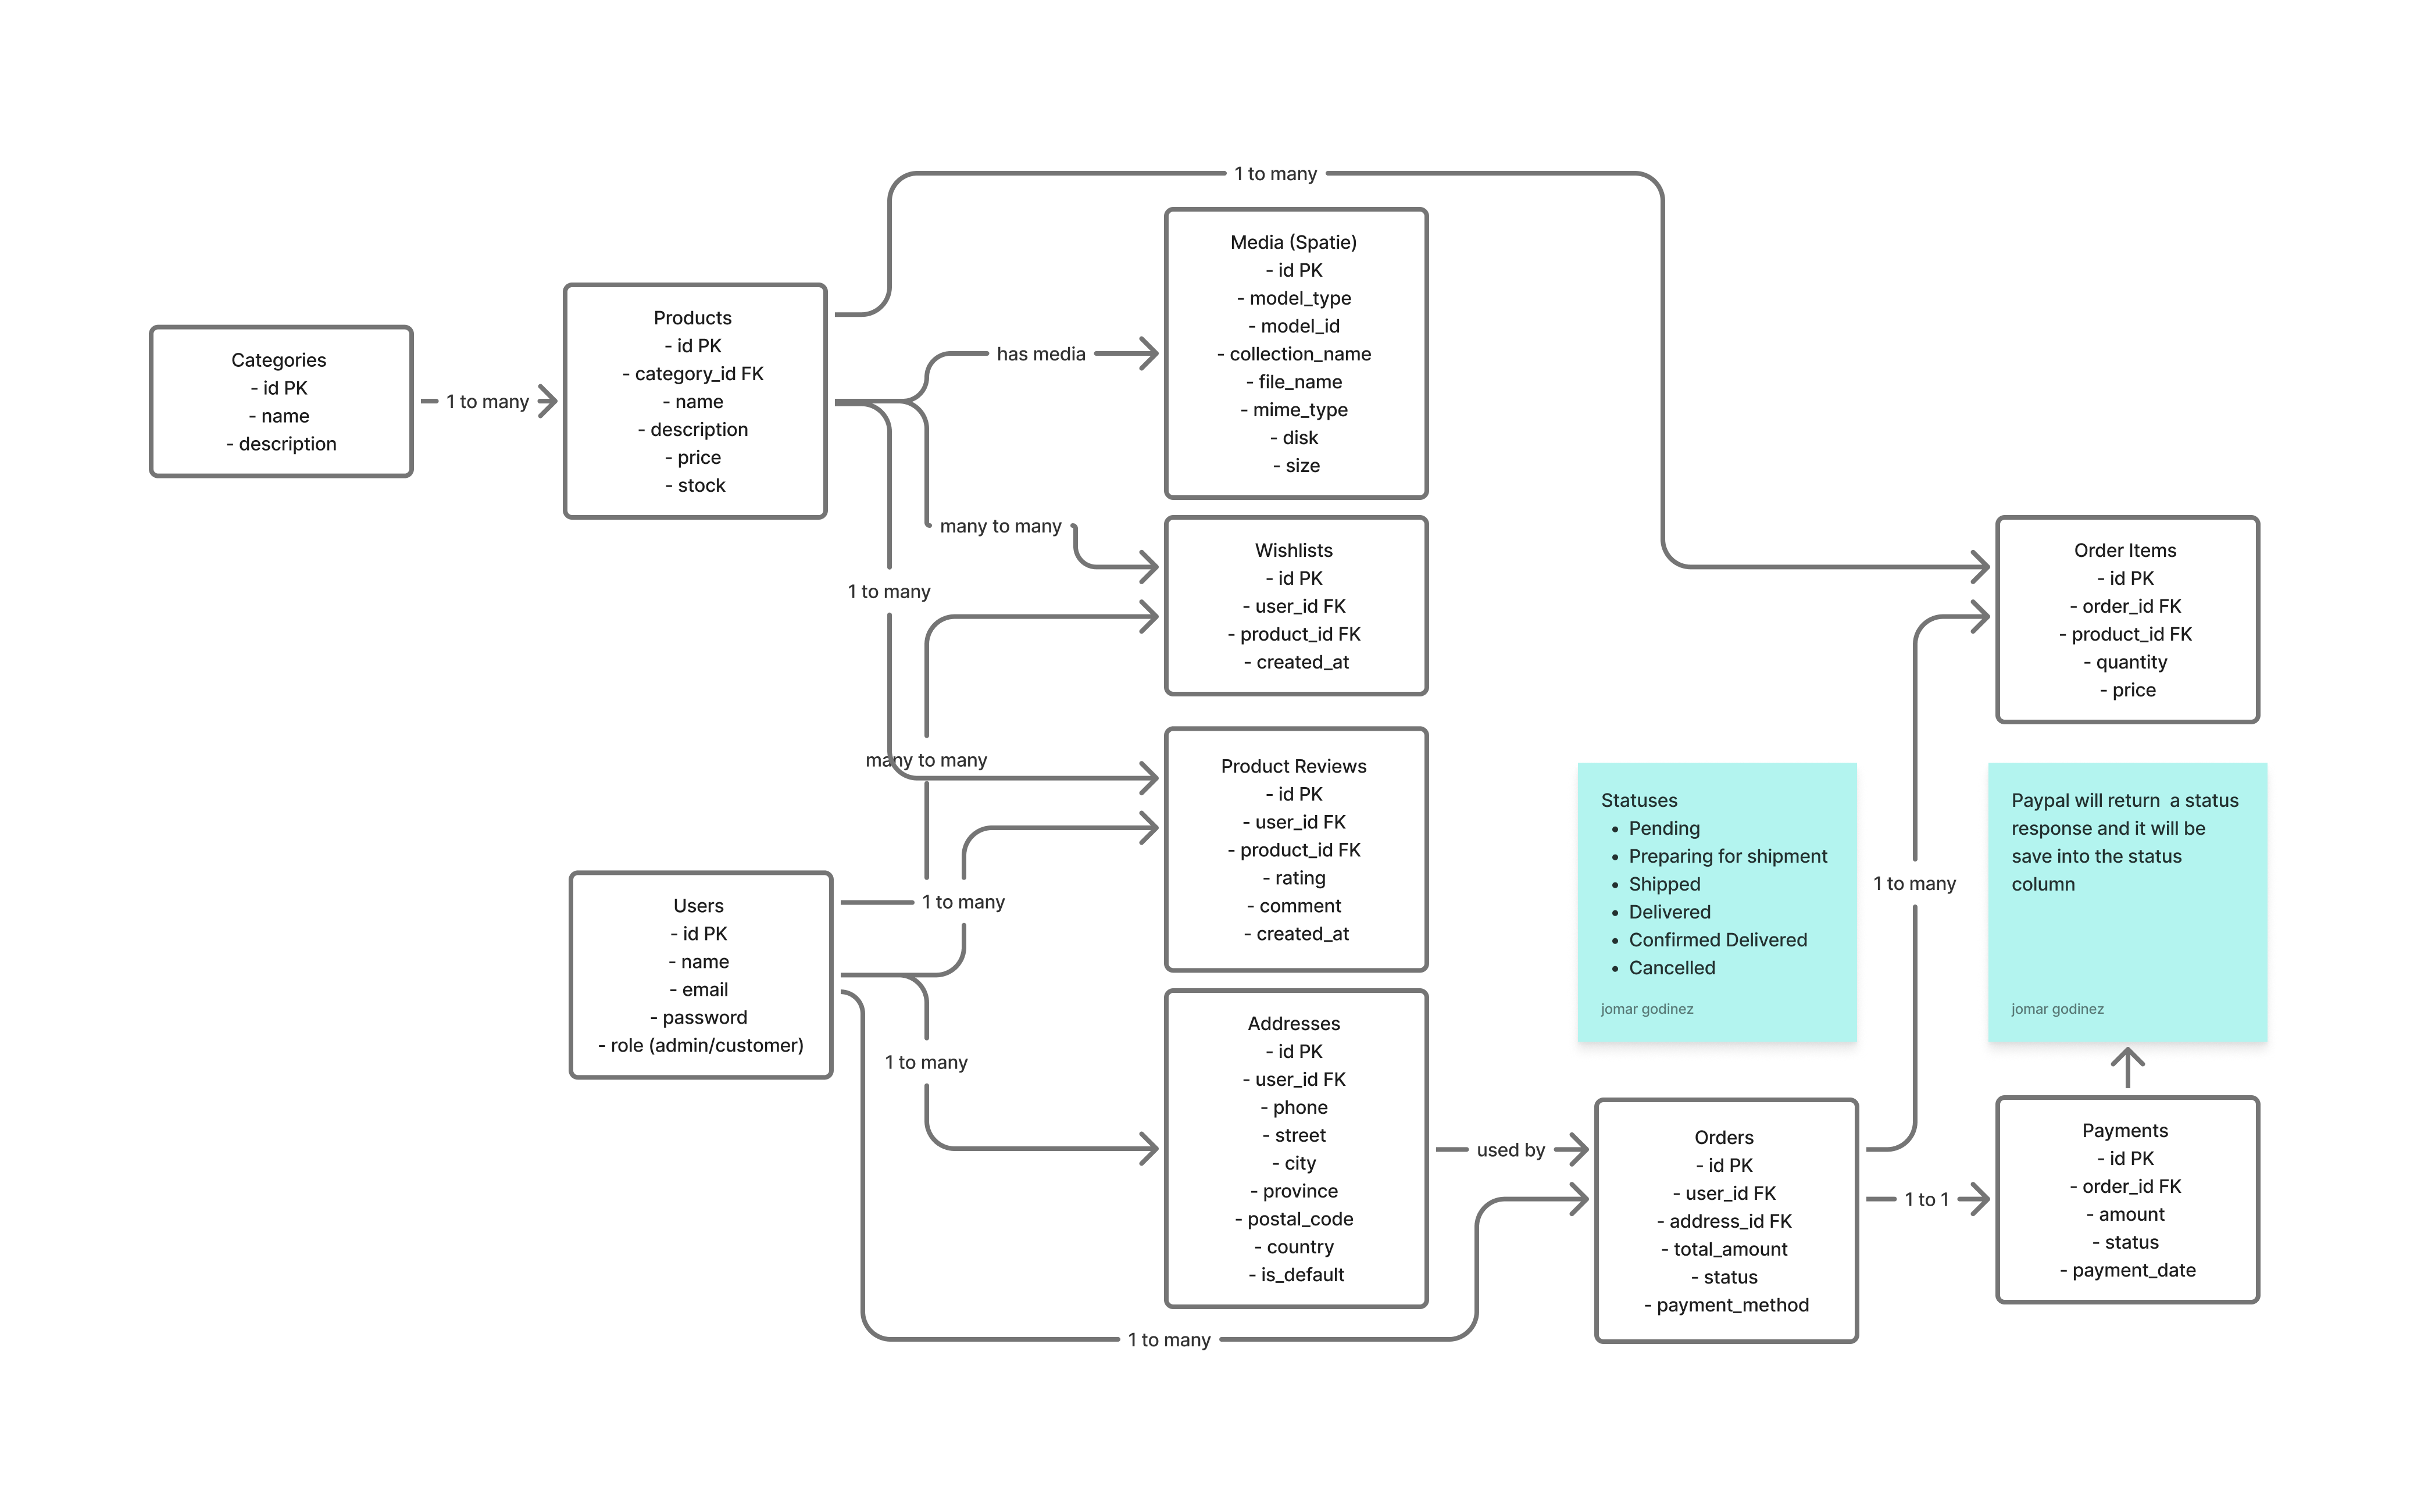 1 to many
Media (Spatie)
- id PK
- model_type
- model_id
- collection_name
- file_name
- mime_type
- disk
- size
Categories
- id PK
- name
- description
1 to many
Products
- id PK
- category_id FK
- name
- description
- price
- stock
has media
many to many
1 to many
Wishlists
- id PK
- user_id FK
- product_id FK
- created_at
Order Items
- id PK
- order_id FK
- product_id FK
- quantity
- price
many to many
Product Reviews
- id PK
- user_id FK
- product_id FK
- rating
- comment
- created_at
Statuses
• Pending
• Preparing for shipment
• Shipped
• Delivered
• Confirmed Delivered
• Cancelled
jomar godinez
1 to many
Paypal will return  a status
response and it will be
save into the status
column
jomar godinez
Users
- id PK
- name
- email
- password
- role (admin/customer)
1 to many
1 to many
Addresses
- id PK
- user_id FK
- phone
- street
- city
- province
- postal_code
- country
- is_default
used by
Orders
- id PK
- user_id FK
- address_id FK
- total_amount
- status
- payment_method
1 to 1
Payments
- id PK
- order_id FK
- amount
- status
- payment_date
1 to many